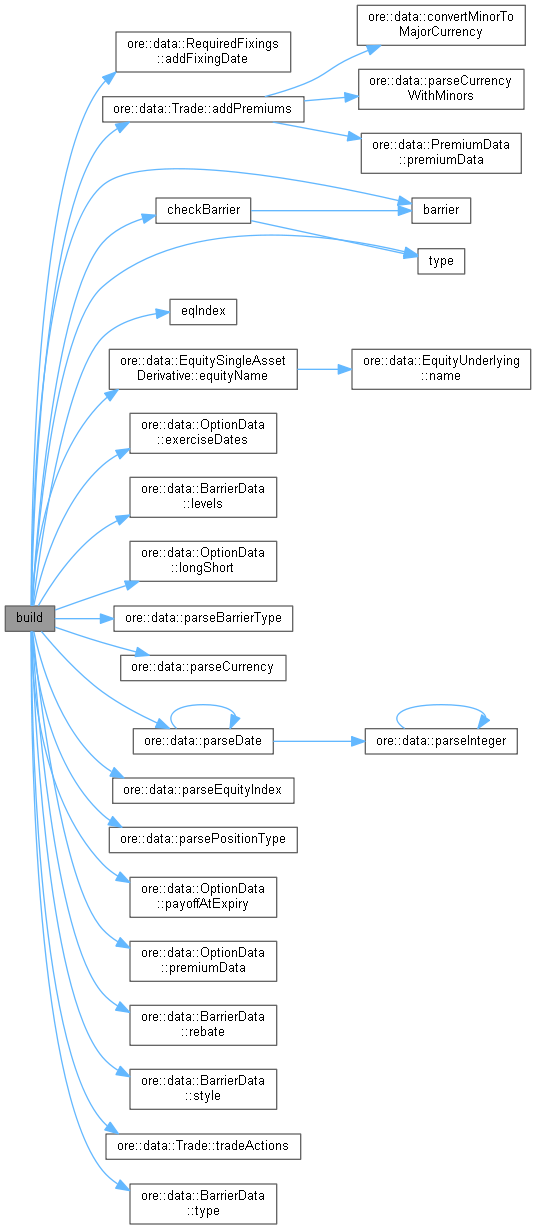 build
ore::data::RequiredFixings
::addFixingDate
ore::data::Trade::addPremiums
ore::data::convertMinorTo
MajorCurrency
ore::data::parseCurrency
WithMinors
ore::data::PremiumData
::premiumData
checkBarrier
barrier
type
eqIndex
ore::data::EquitySingleAsset
Derivative::equityName
ore::data::EquityUnderlying
::name
ore::data::OptionData
::exerciseDates
ore::data::BarrierData
::levels
ore::data::OptionData
::longShort
ore::data::parseBarrierType
ore::data::parseCurrency
ore::data::parseDate
ore::data::parseInteger
ore::data::parseEquityIndex
ore::data::parsePositionType
ore::data::OptionData
::payoffAtExpiry
ore::data::OptionData
::premiumData
ore::data::BarrierData
::rebate
ore::data::BarrierData
::style
ore::data::Trade::tradeActions
ore::data::BarrierData
::type